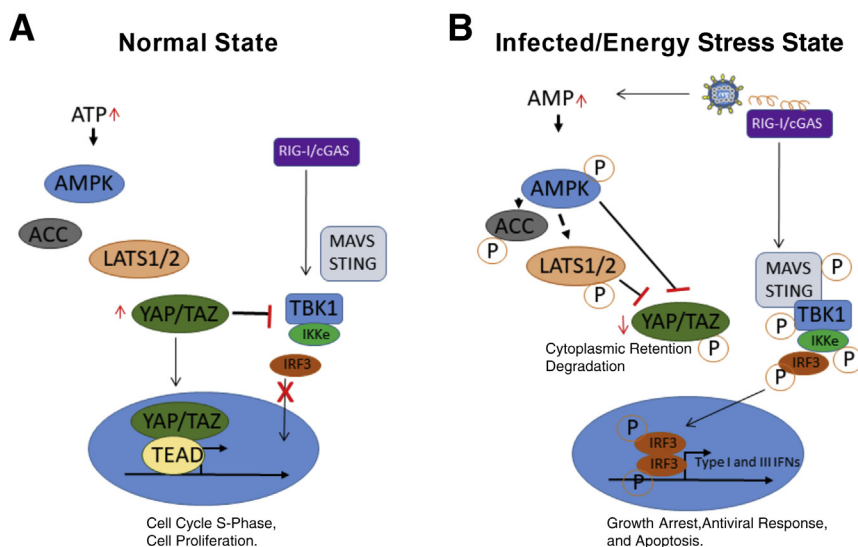 A
Normal State
ATP
AMPK
ACC
LATS1/2
YAP/TAZ
RIG-I/cGAS
MAVS
STING
TBK1
IKKe
IRF3
X
YAP/TAZ
TEAD
Cell Cycle S-Phase,
Cell Proliferation.
B
Infected/Energy Stress State
AMP
RIG-I/cGAS
P
AMPK
ACC
P
LATS1/2
P
YAP/TAZ
P
Cytoplasmic Retention
Degradation
MAVS
STING
P
TBK1
P
IKKe
P
IRF3
P
P
IRF3
IRF3
P
Type I and III IFNs
Growth Arrest,Antiviral Response,
and Apoptosis.